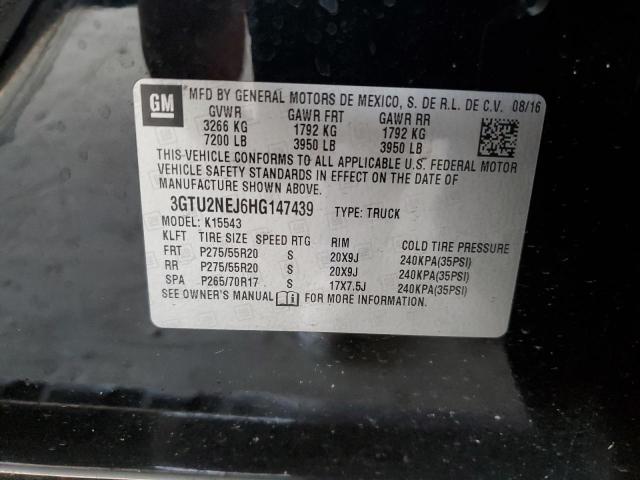 GM MFD BY GENERAL MOTORS DE MEXICO, S. DE R.L. DE C.V. 08/16
GVWR GAWR FRT GAWR RR
3266 KG 1792 KG 1792 KG
7200 LB 3950 LB 3950 LB
THIS VEHICLE CONFORMS TO ALL APPLICABLE U.S. FEDERAL MOTOR
VEHICLE SAFETY STANDARDS IN EFFECT ON THE DATE OF
MANUFACTURE SHOWN ABOVE.
3GTU2NEJ6HG147439 TYPE: TRUCK
MODEL: K15543
KLFT TIRE SIZE SPEED RTG RIM COLD TIRE PRESSURE
FRT P275/55R20 S 20X9J 240KPA(35PSI)
RR P275/55R20 S 20X9J 240KPA(35PSI)
SPA P265/70R17 S 17X7.5J 240KPA(35PSI)
SEE OWNER'S MANUAL FOR MORE INFORMATION.